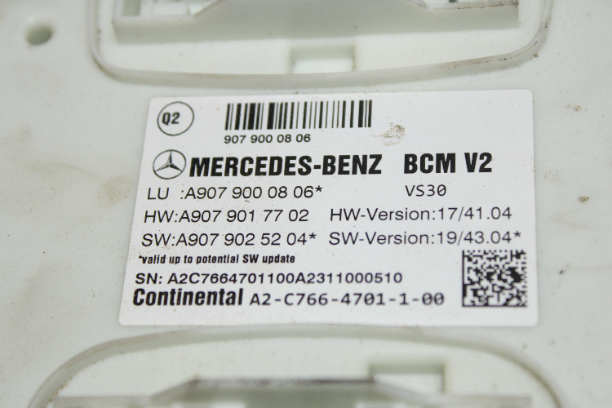 Q2
907 900 08 06
MERCEDES-BENZ BCM V2
LU :A907 900 08 06* VS30
HW:A907 901 77 02 HW-Version:17/41.04
SW:A907 902 52 04* SW-Version:19/43.04*
*valid up to potential SW update
SN: A2C7664701100A2311000510
Continental A2-C766-4701-1-00